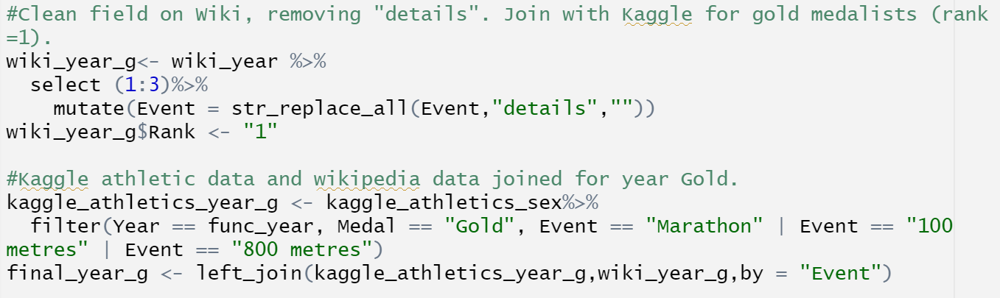 #Clean field on Wiki, removing "details". Join with Kaggle for gold medalists (rank
=1).
wiki_year_g<- wiki_year %>%
  select (1:3)%>%
    mutate(Event = str_replace_all(Event,"details",""))
wiki_year_g$Rank <- "1"

#Kaggle athletic data and wikipedia data joined for year Gold.
kaggle_athletics_year_g <- kaggle_athletics_sex%>%
  filter(Year == func_year, Medal == "Gold", Event == "Marathon" | Event == "100
metres" | Event == "800 metres")
final_year_g <- left_join(kaggle_athletics_year_g,wiki_year_g,by = "Event")